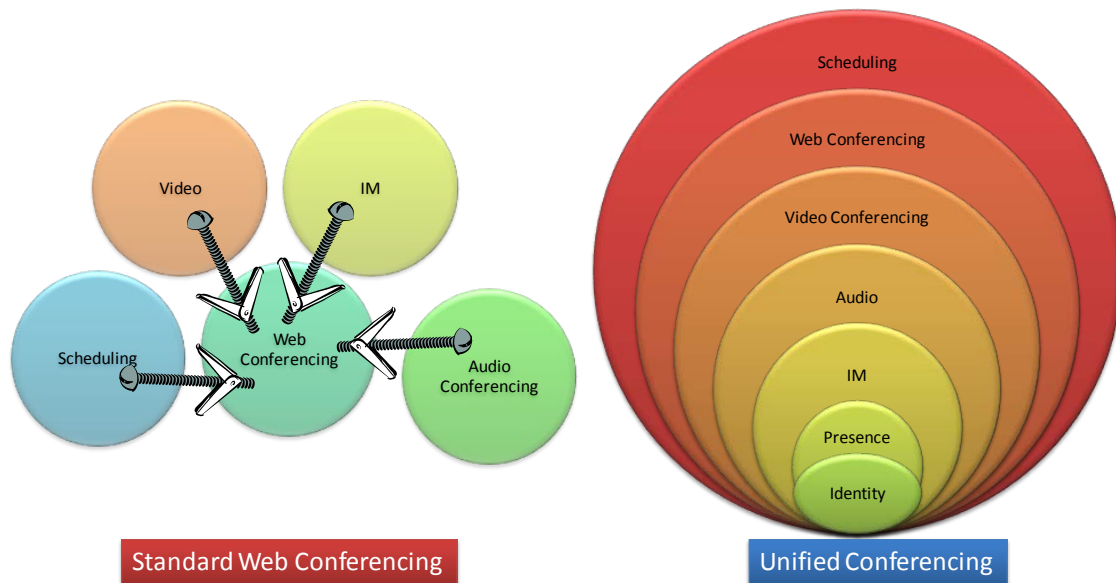 Video
IM
Scheduling
Web
Conferencing
Audio
Conferencing
Standard Web Conferencing
Scheduling
Web Conferencing
Video Conferencing
Audio
IM
Presence
Identity
Unified Conferencing